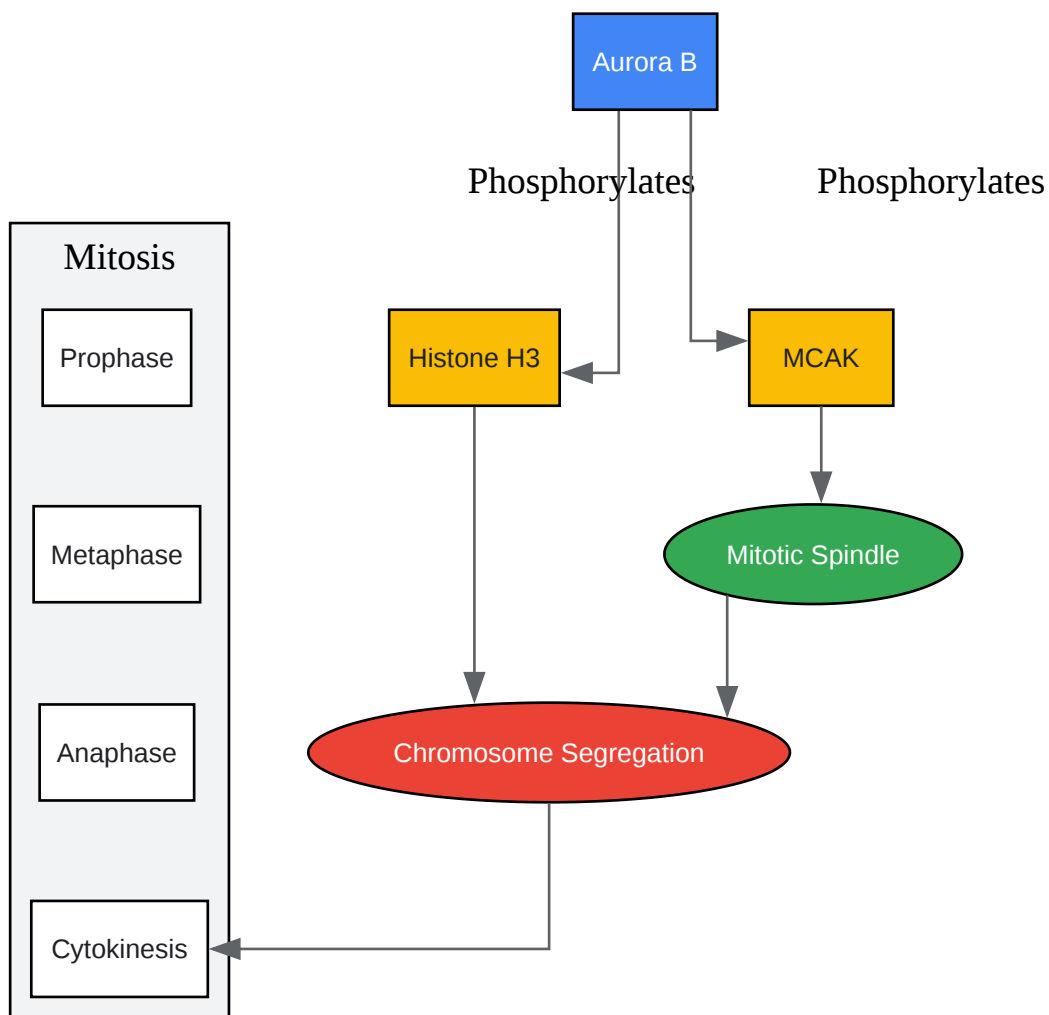 Aurora B
Phosphorylates
Phosphorylates
Mitosis
Prophase
Histone H3
MCAK
Metaphase
Mitotic Spindle
Anaphase
Chromosome Segregation
Cytokinesis